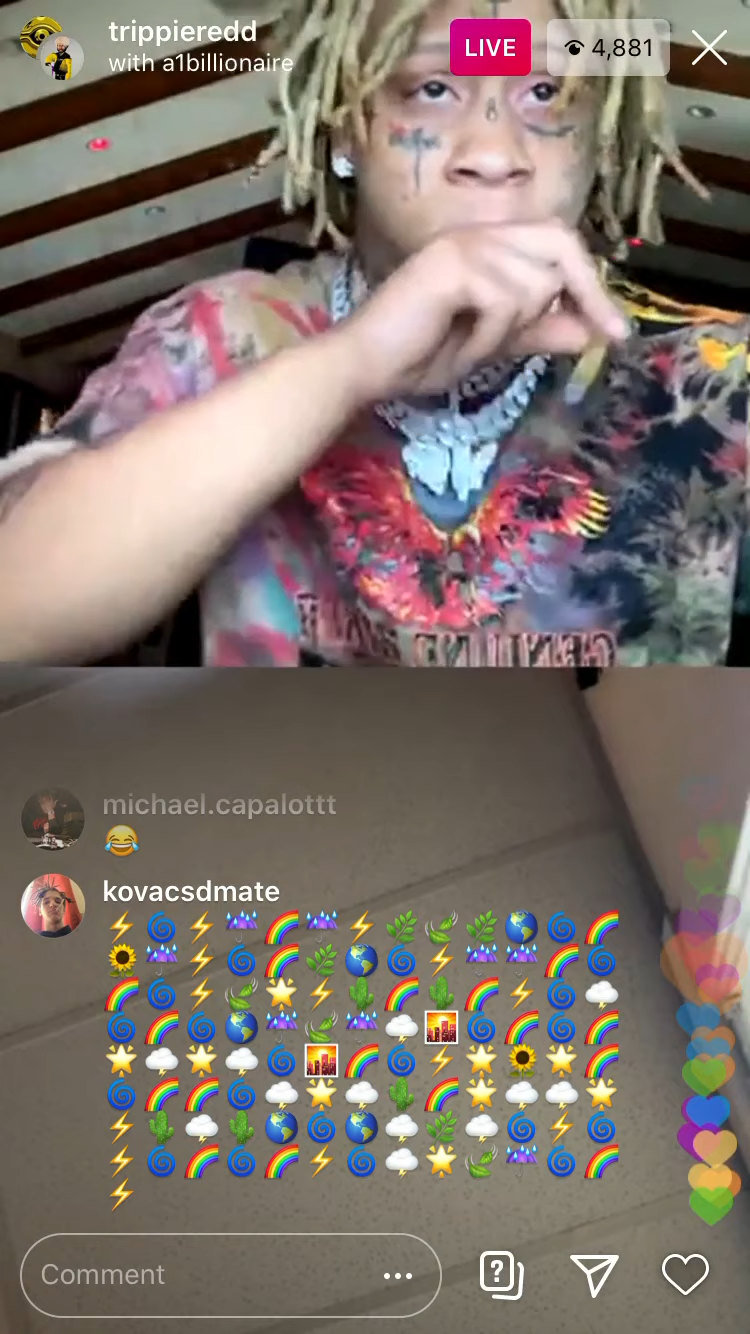 trippieredd
LIVE
4,881
with a1billionaire
michael.capalottt
😂
kovacsdmate
⚡🌀⚡☔🌈☔⚡🌿🍃🌿🌎🌀🌈
🌻☔⚡🌀🌈🌿🌎🌀⚡☔☔🌈🌀
🌈🌀⚡🍃🌟⚡🌵🌈🌵🌈⚡🌀🌩
🌀🌈🌀🌎☔🍃☔🌩🌇🌀🌈🌀🌈
🌟🌩🌟🌩🌀🌇🌈🌀⚡🌟🌻🌟🌈
🌀🌈🌈🌀🌩🌟🌩🌵🌈🌟🌩🌩🌟
⚡🌵🌩🌵🌎🌀🌎🌩🌿🌩🌀⚡🌀
⚡🌀🌈🌀🌈⚡🌀🌩🌟🍃☔🌀🌈
⚡
Comment